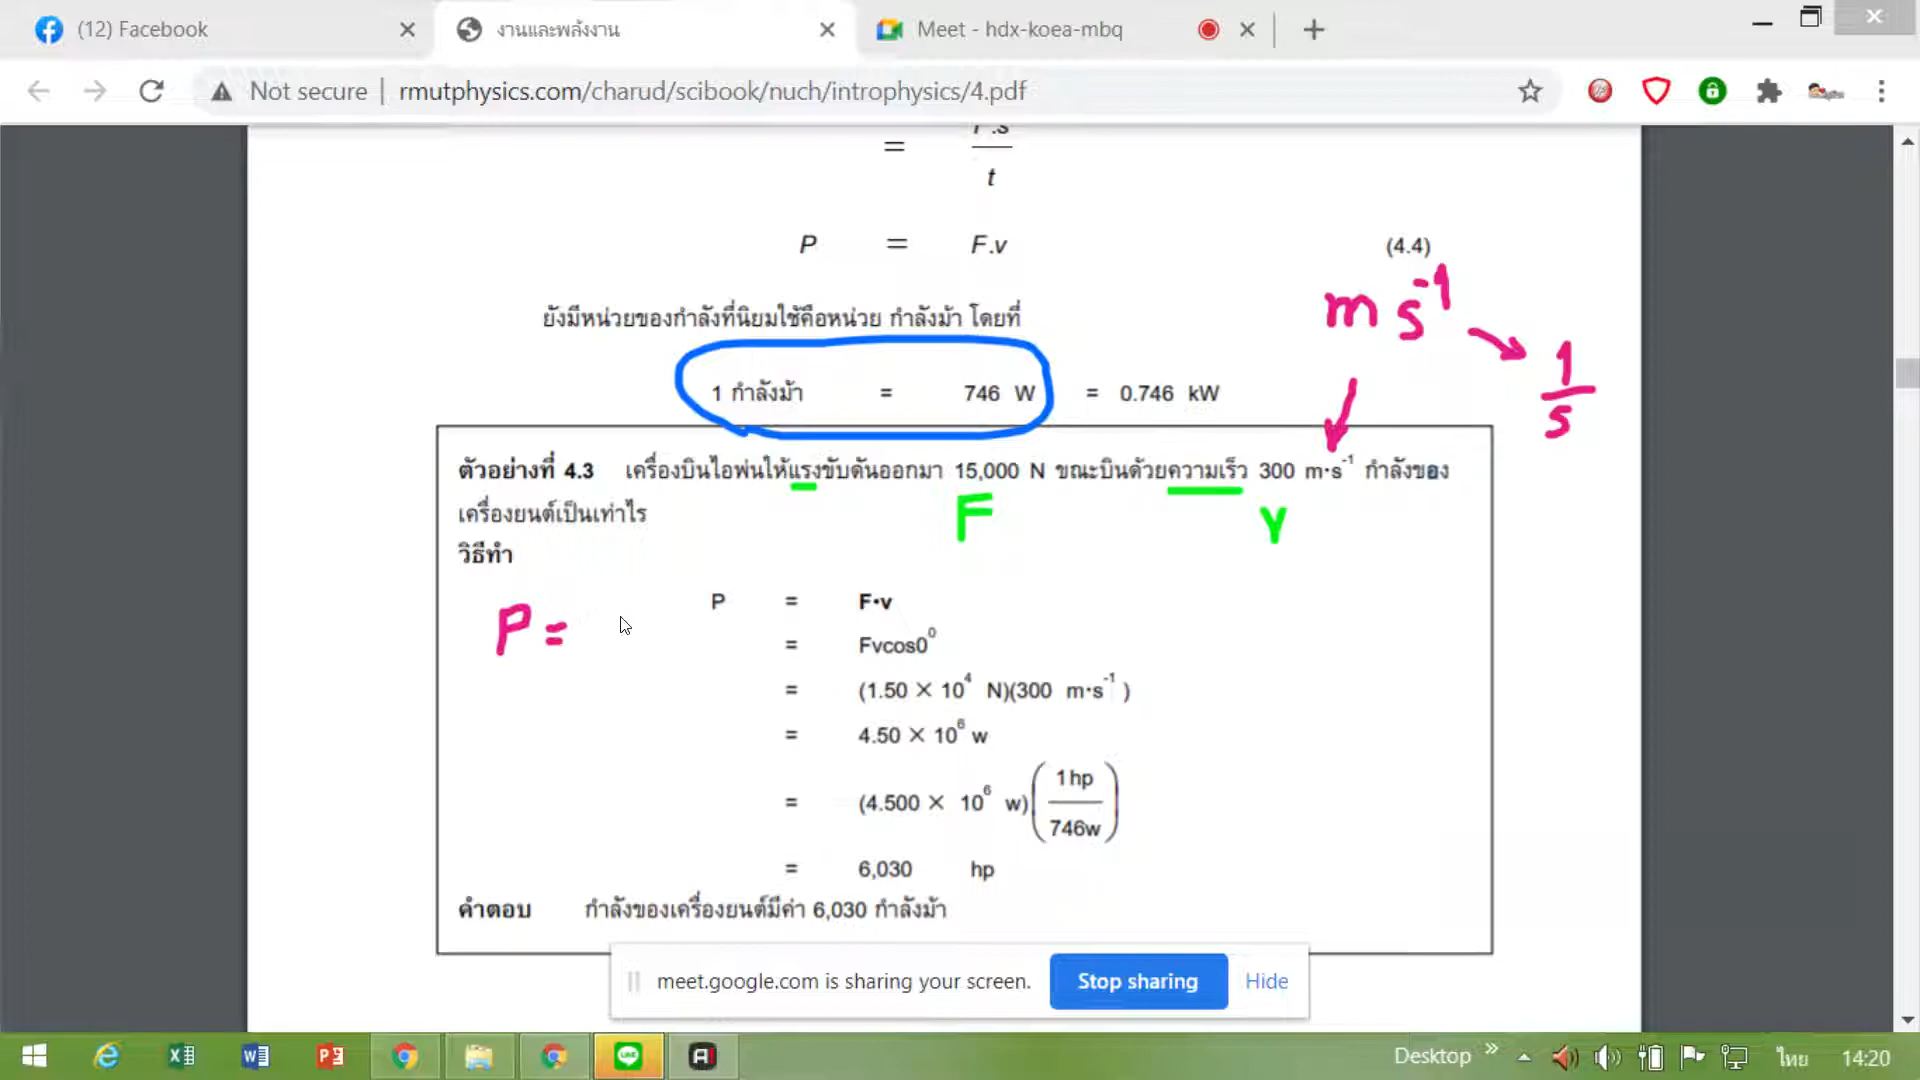 (12) Facebook
งานและพลังงาน
Meet - hdx-koea-mbq
Not secure | rmutphysics.com/charud/scibook/nuch/introphysics/4.pdf
= F.s
t
P = F.v (4.4)
m s⁻¹
ยังมีหน่วยของกำลังที่นิยมใช้คือหน่วย กำลังม้า โดยที่
1
s
1 กำลังม้า = 746 W = 0.746 kW
ตัวอย่างที่ 4.3 เครื่องบินไอพ่นให้แรงขับดันออกมา 15,000 N ขณะบินด้วยความเร็ว 300 m·s⁻¹ กำลังของ
เครื่องยนต์เป็นเท่าไร
F V
วิธีทำ
P = F·v
P =
= Fvcos0⁰
= (1.50 × 10⁴ N)(300 m·s⁻¹ )
= 4.50 × 10⁶ w
= (4.500 × 10⁶ w)(1hp
746w)
= 6,030 hp
คำตอบ กำลังของเครื่องยนต์มีค่า 6,030 กำลังม้า
meet.google.com is sharing your screen. Stop sharing Hide
Desktop » ไทย 14:20